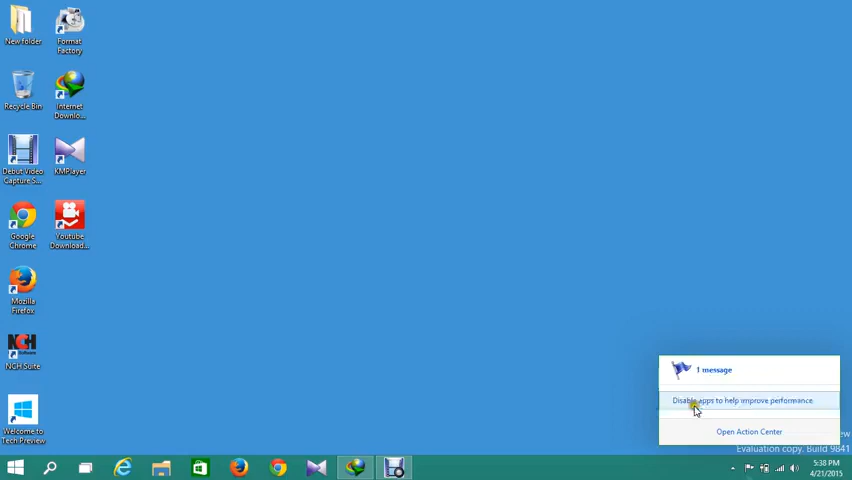 New folder
Format
Factory
Recycle Bin
Internet
Downlo...
Debut Video
Capture S...
KMPlayer
Google
Chrome
Youtube
Download...
Mozilla
Firefox
NCH
Software
NCH Suite
Welcome to
Tech Preview
1 message
Disable apps to help improve performance.
Open Action Center
Evaluation copy. Build 9841
5:38 PM
4/21/2015